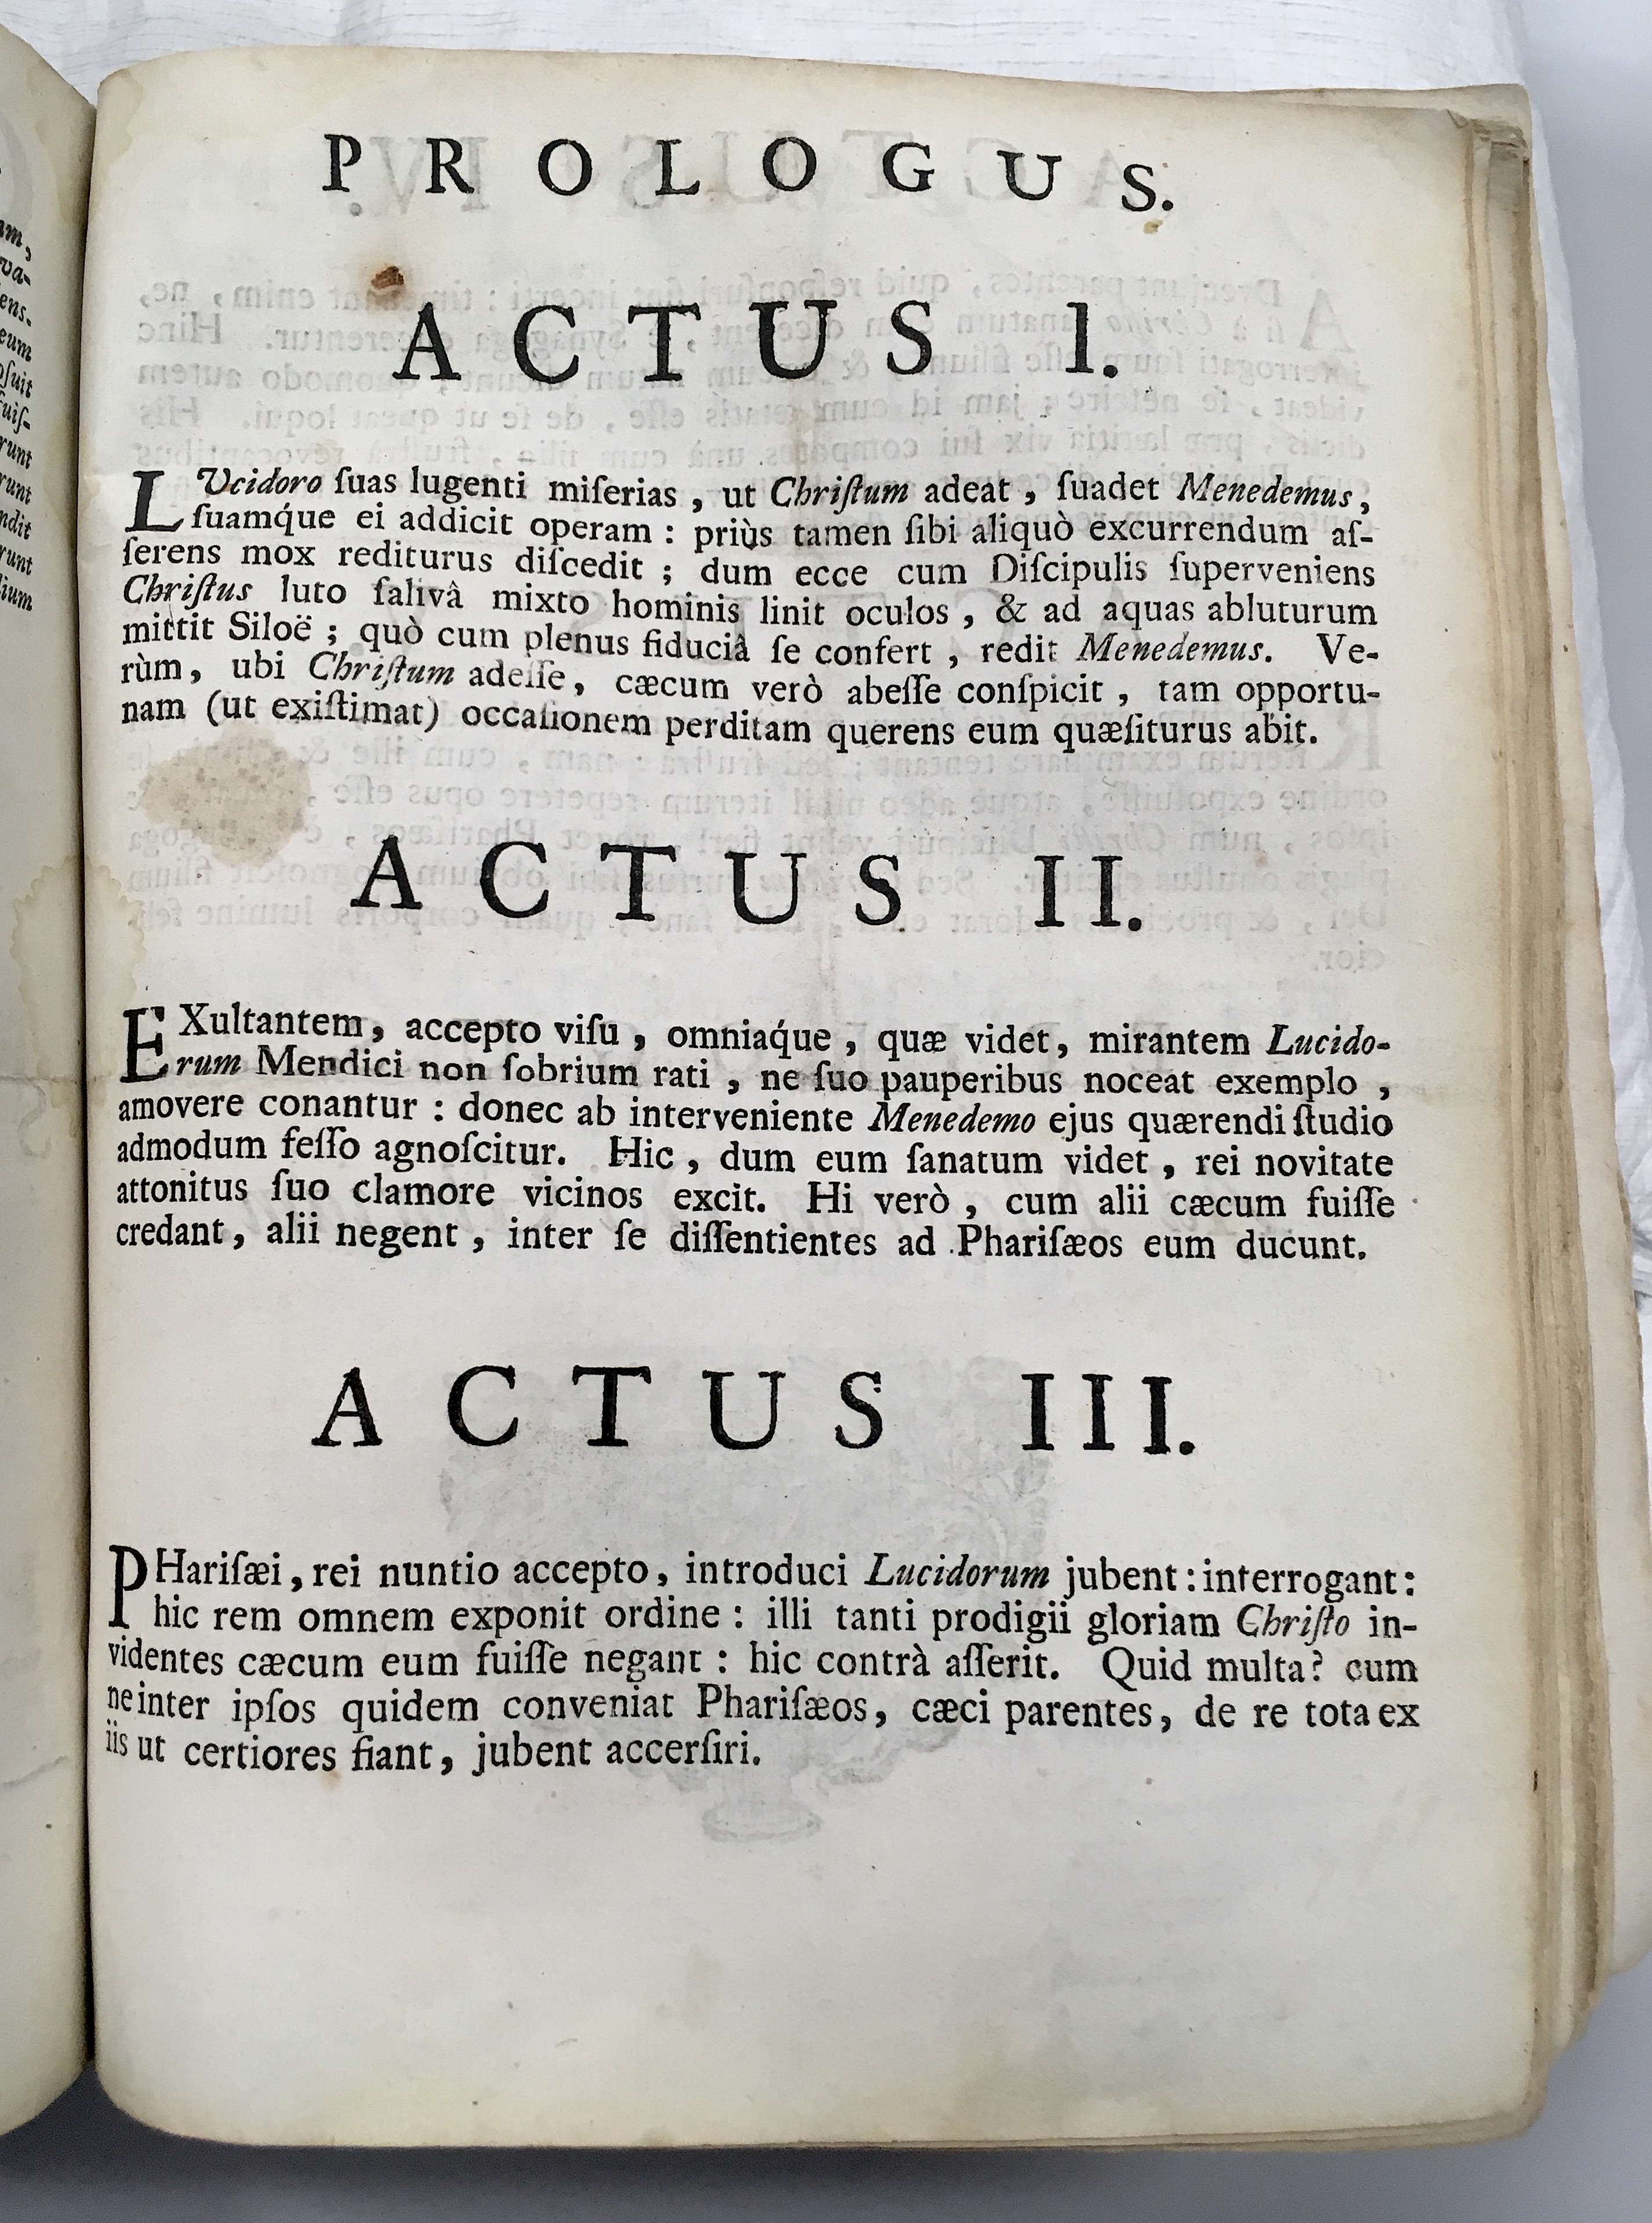 PROLOGUS.
ACTUS I.
LUcidoro ſuas lugenti miſerias , ut Chriſtum adeat , ſuadet Menedemus,
ſuamq́ue ei addicit operam : priùs tamen ſibi aliquò excurrendum aſ-
ſerens mox rediturus diſcedit ; dum ecce cum Diſcipulis ſuperveniens
Chriſtus luto ſalivâ mixto hominis linit oculos , & ad aquas abluturum
mittit Siloë ; quò cum plenus fiduciâ ſe confert , redit Menedemus. Ve-
rùm, ubi Chriſtum adeſſe, cæcum verò abeſſe conſpicit , tam opportu-
nam (ut exiſtimat) occaſionem perditam querens eum quæſiturus abit.
ACTUS II.
EXultantem, accepto viſu , omniaq́ue , quæ videt, mirantem Lucido-
rum Mendici non ſobrium rati , ne ſuo pauperibus noceat exemplo ,
amovere conantur : donec ab interveniente Menedemo ejus quærendi ſtudio
admodum feſſo agnoſcitur. Hic , dum eum ſanatum videt , rei novitate
attonitus ſuo clamore vicinos excit. Hi verò , cum alii cæcum fuiſſe
credant, alii negent , inter ſe diſſentientes ad Phariſæos eum ducunt.
ACTUS III.
PHariſæi, rei nuntio accepto, introduci Lucidorum jubent : interrogant :
hic rem omnem exponit ordine : illi tanti prodigii gloriam Chriſto in-
videntes cæcum eum fuiſſe negant : hic contrà aſſerit. Quid multa? cum
ne inter ipſos quidem conveniat Phariſæos, cæci parentes, de re tota ex
iis ut certiores fiant, jubent accerſiri.